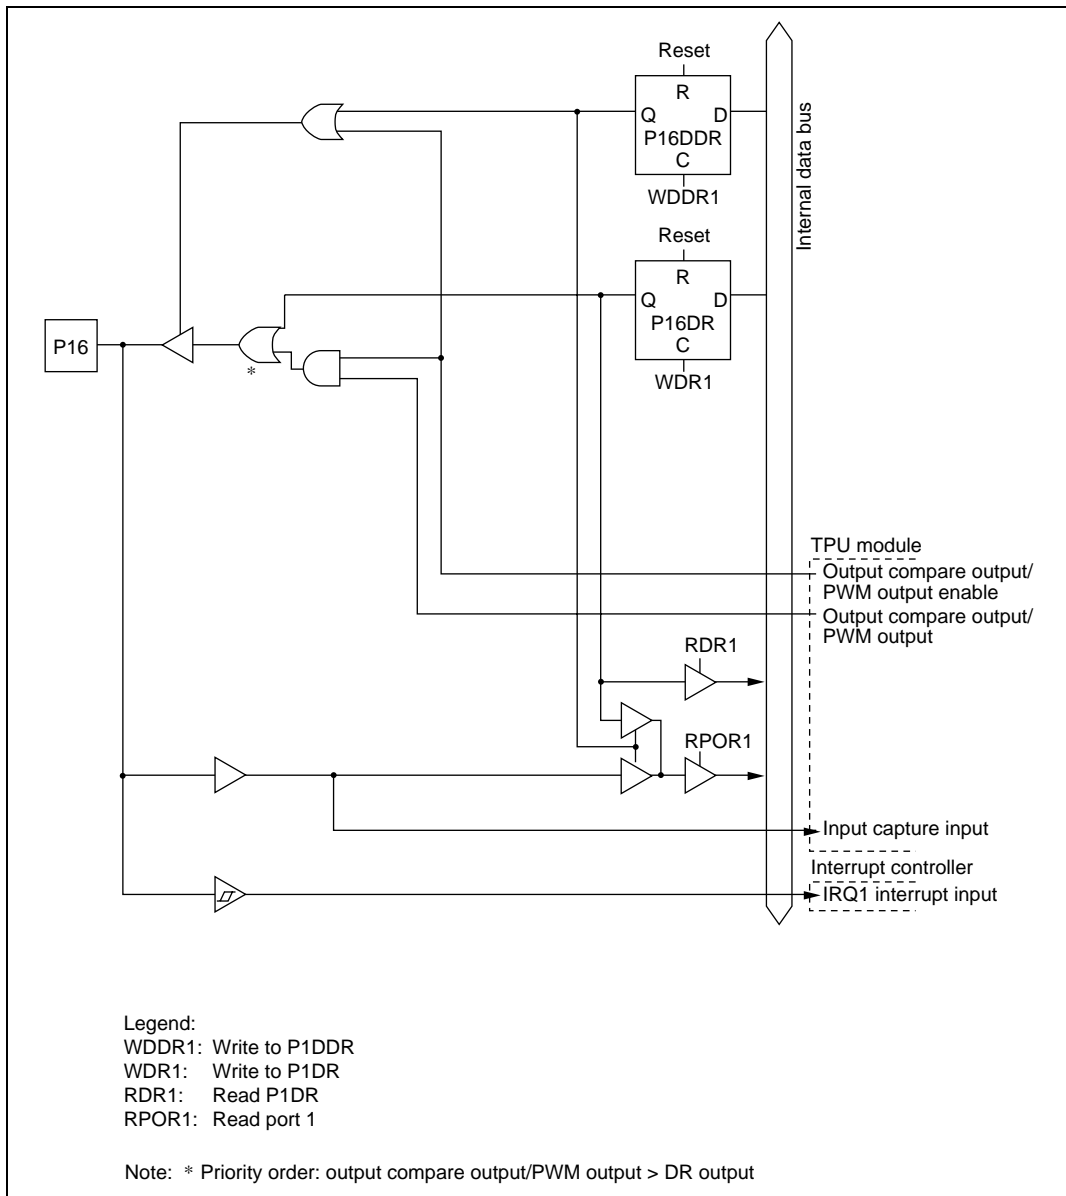 Reset
R
Q D
P16DDR
C
WDDR1
Internal data bus
Reset
R
Q D
P16DR
C
WDR1
P16
*
TPU module
Output compare output/
PWM output enable
Output compare output/
PWM output
RDR1
RPOR1
Input capture input
Interrupt controller
IRQ1 interrupt input
Legend:
WDDR1: Write to P1DDR
WDR1: Write to P1DR
RDR1: Read P1DR
RPOR1: Read port 1
Note: * Priority order: output compare output/PWM output > DR output